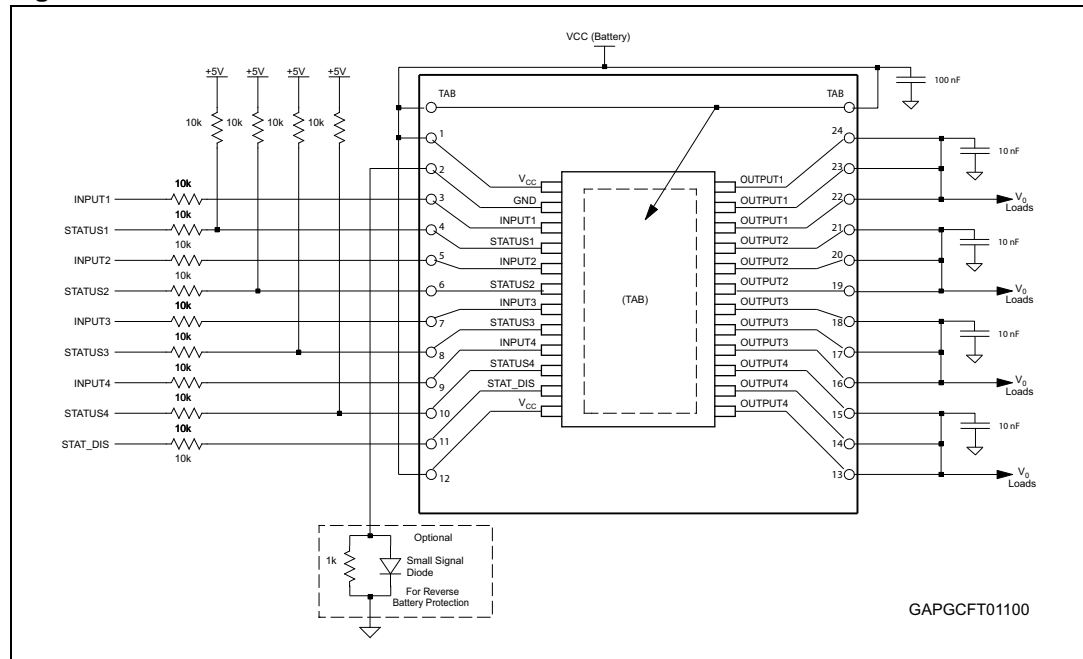 VCC (Battery)
+5V
+5V
+5V
+5V
100 nF
TAB
TAB
10k
10k
10k
10k
1
24
10 nF
2
23
10k
V_CC
OUTPUT1
INPUT1
3
GND
OUTPUT1
22
V_0
Loads
10k
INPUT1
OUTPUT1
STATUS1
4
STATUS1
OUTPUT2
21
10k
10 nF
INPUT2
5
INPUT2
OUTPUT2
20
10k
STATUS2
6
STATUS2
OUTPUT2
19
V_0
Loads
10k
INPUT3
(TAB)
OUTPUT3
INPUT3
7
STATUS3
OUTPUT3
18
10 nF
10k
STATUS3
8
INPUT4
OUTPUT3
17
10k
STATUS4
OUTPUT4
INPUT4
9
STAT_DIS
OUTPUT4
16
V_0
Loads
10k
V_CC
OUTPUT4
STATUS4
10
15
10k
10 nF
STAT_DIS
11
14
10k
12
13
V_0
Loads
Optional
1k
Small Signal
Diode
For Reverse
Battery Protection
GAPGCFT01100